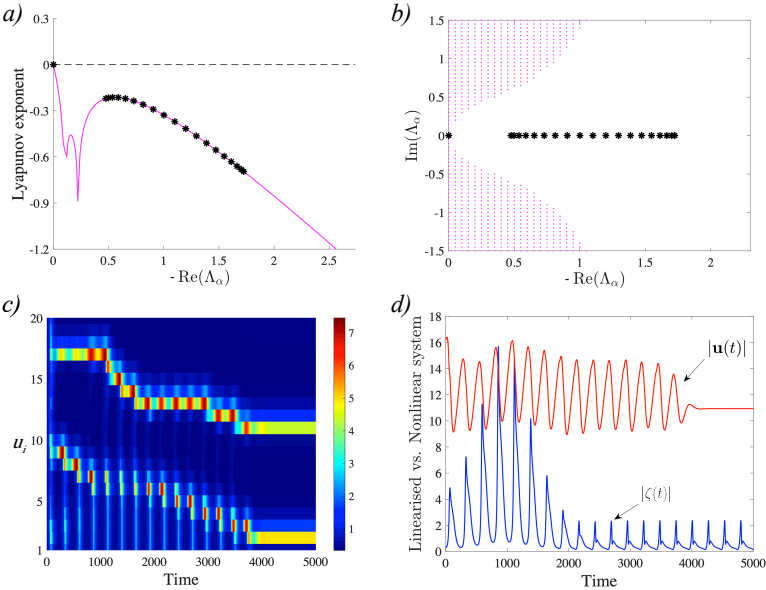 a)
0.3
0
-0.3
-0.6
-0.9
-1.2
Lyapunov exponent
0 0.5 1 1.5 2 2.5
- Re(Λα)
b)
1.5
1
0.5
0
-0.5
-1
-1.5
Im(Λα)
0 0.5 1 1.5 2
- Re(Λα)
c)
20
15
10
5
1
ui
0 1000 2000 3000 4000 5000
Time
7
6
5
4
3
2
1
d)
18
16
14
12
10
8
6
4
2
0
Linearised vs. Nonlinear system
|u(t)|
|ζ(t)|
0 1000 2000 3000 4000 5000
Time